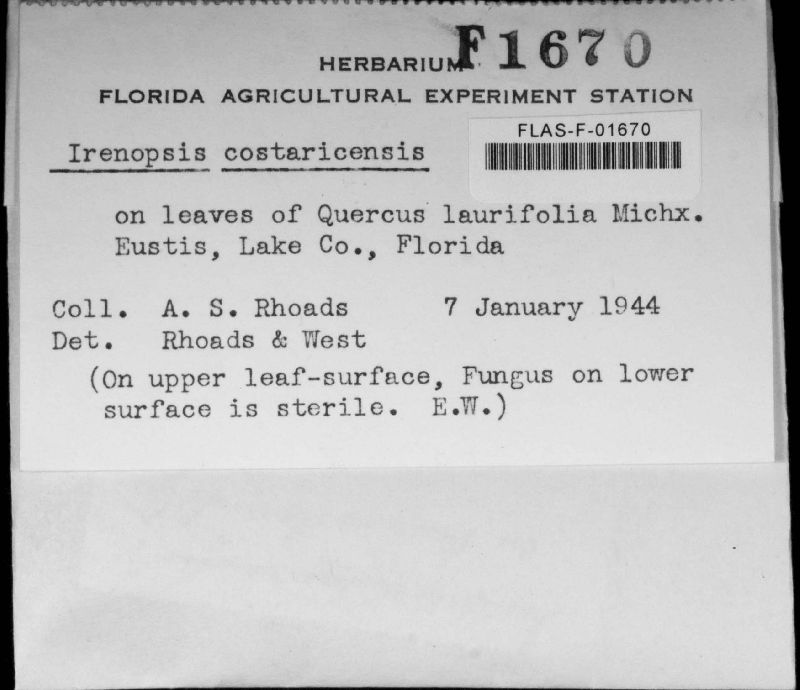 HERBARIUM F1670
FLORIDA AGRICULTURAL EXPERIMENT STATION
FLAS-F-01670
Irenopsis costaricensis
on leaves of Quercus laurifolia Michx.
Eustis, Lake Co., Florida
Coll. A. S. Rhoads 7 January 1944
Det. Rhoads & West
(On upper leaf-surface, Fungus on lower
surface is sterile. E.W.)